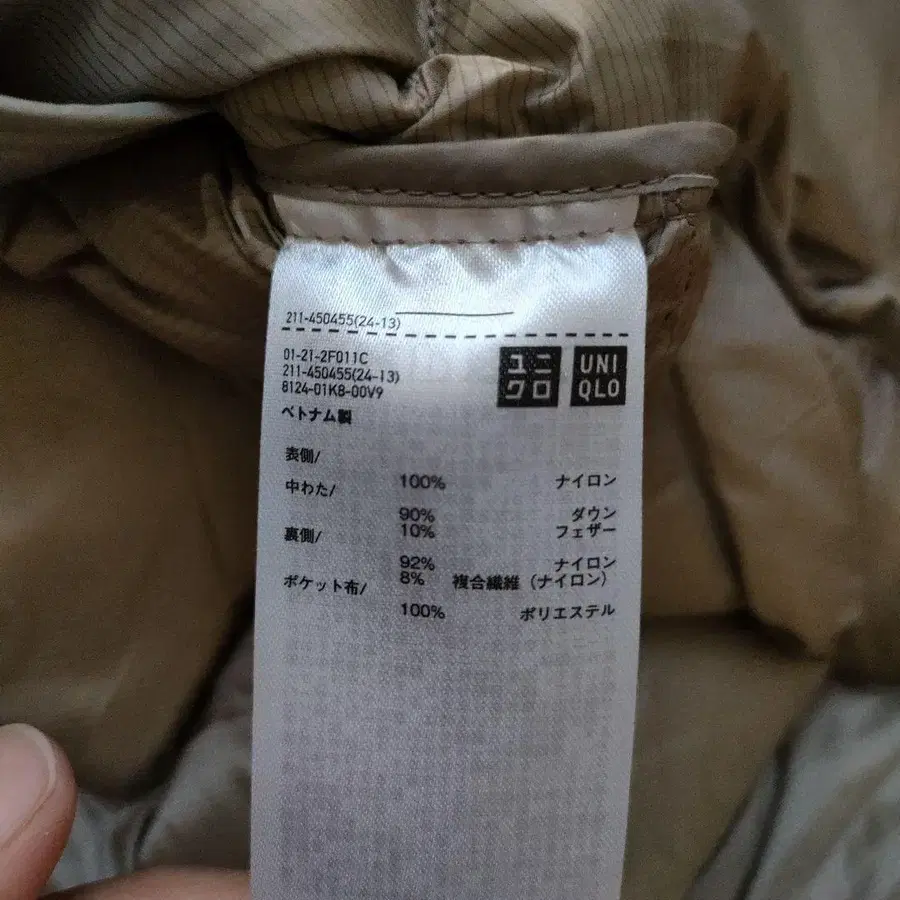 211-450455(24-13)
01-21-2F011C
211-450455(24-13)
8124-01K8-00V9
ユニクロ
UNIQLO
ベトナム製
表側/
100% ナイロン
中わた/
90% ダウン
10% フェザー
裏側/
92% ナイロン
8% 複合繊維(ナイロン)
ポケット布/
100% ポリエステル